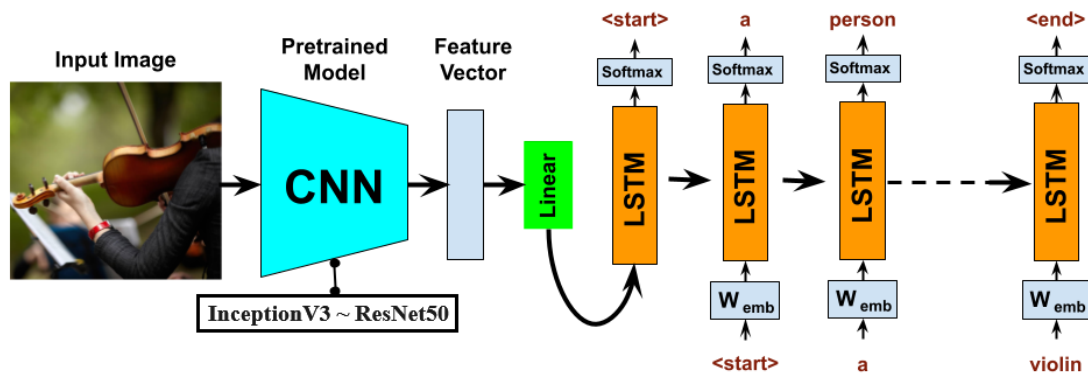 <start> a person <end>
Pretrained Model
Feature Vector
Input Image
Softmax Softmax Softmax Softmax
CNN
Linear
LSTM LSTM LSTM LSTM
InceptionV3 ~ ResNet50
W emb W emb W emb
<start> a violin